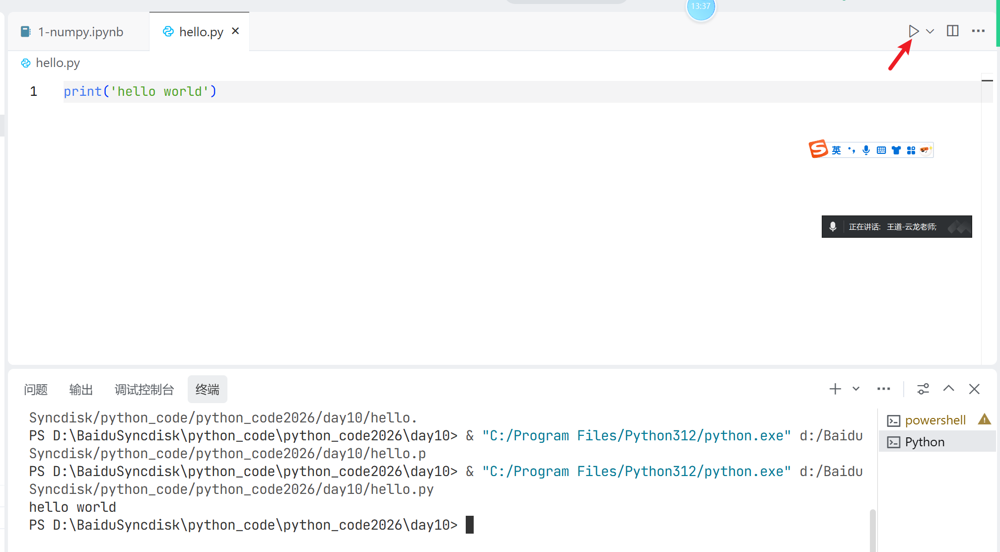 13:37
1-numpy.ipynb
hello.py
hello.py
1 print('hello world')
英
正在讲话: 王道-云龙老师;
问题 输出 调试控制台 终端
Syncdisk/python_code/python_code2026/day10/hello.
PS D:\BaiduSyncdisk\python_code\python_code2026\day10> & "C:/Program Files/Python312/python.exe" d:/Baidu
Syncdisk/python_code/python_code2026/day10/hello.p
PS D:\BaiduSyncdisk\python_code\python_code2026\day10> & "C:/Program Files/Python312/python.exe" d:/Baidu
Syncdisk/python_code/python_code2026/day10/hello.py
hello world
PS D:\BaiduSyncdisk\python_code\python_code2026\day10>
powershell
Python